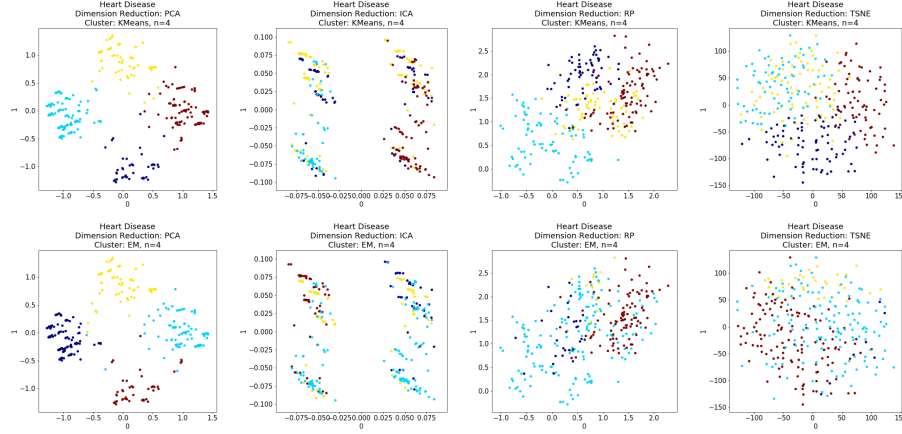 Heart Disease
Dimension Reduction: PCA
Cluster: KMeans, n=4
1.0
0.5
0.0
−0.5
−1.0
−1.0 −0.5 0.0 0.5 1.0 1.5
0
1
Heart Disease
Dimension Reduction: ICA
Cluster: KMeans, n=4
0.100
0.075
0.050
0.025
0.000
−0.025
−0.050
−0.075
−0.100
−0.075 −0.050 −0.025 0.000 0.025 0.050 0.075
0
1
Heart Disease
Dimension Reduction: RP
Cluster: KMeans, n=4
2.5
2.0
1.5
1.0
0.5
0.0
−1.0 −0.5 0.0 0.5 1.0 1.5 2.0
0
1
Heart Disease
Dimension Reduction: TSNE
Cluster: KMeans, n=4
100
50
0
−50
−100
−150
−100 −50 0 50 100 150
0
1
Heart Disease
Dimension Reduction: PCA
Cluster: EM, n=4
1.0
0.5
0.0
−0.5
−1.0
−1.0 −0.5 0.0 0.5 1.0 1.5
0
1
Heart Disease
Dimension Reduction: ICA
Cluster: EM, n=4
0.100
0.075
0.050
0.025
0.000
−0.025
−0.050
−0.075
−0.100
−0.075 −0.050 −0.025 0.000 0.025 0.050 0.075
0
1
Heart Disease
Dimension Reduction: RP
Cluster: EM, n=4
2.5
2.0
1.5
1.0
0.5
0.0
−1.0 −0.5 0.0 0.5 1.0 1.5 2.0
0
1
Heart Disease
Dimension Reduction: TSNE
Cluster: EM, n=4
100
50
0
−50
−100
−150
−100 −50 0 50 100 150
0
1